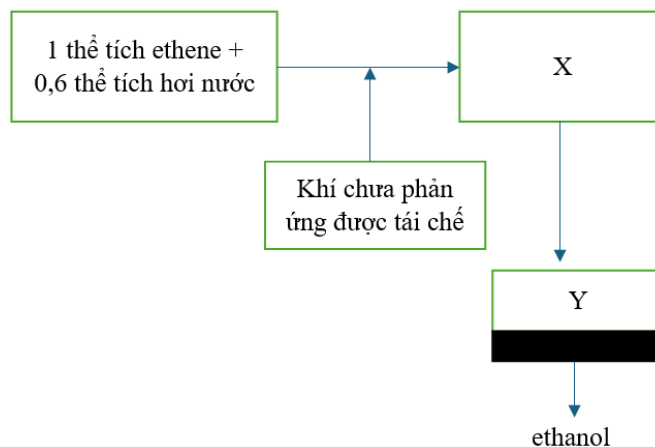 1 thể tích ethene +
0,6 thể tích hơi nước
X
Khí chưa phản
ứng được tái chế
Y
ethanol